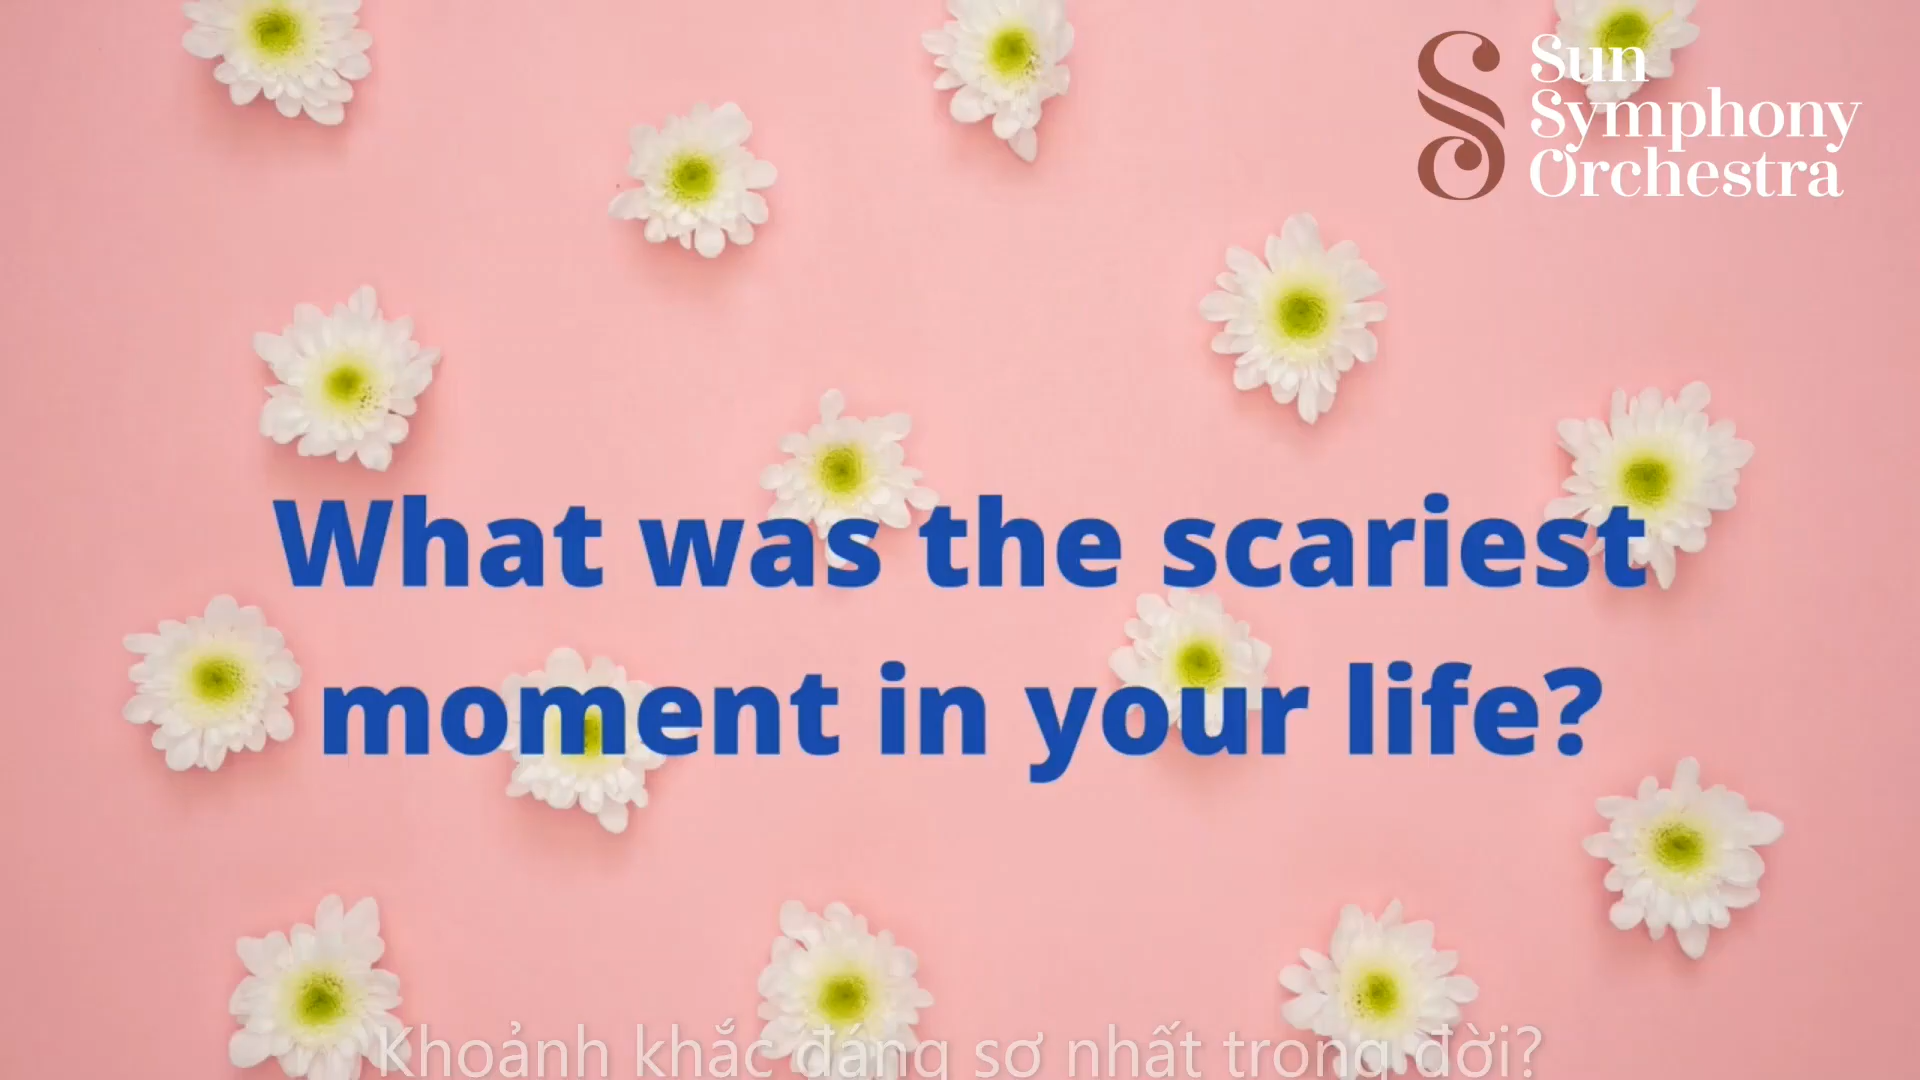 Sun
Symphony
Orchestra
What was the scariest
moment in your life?
Khoảnh khắc đáng sợ nhất trong đời?